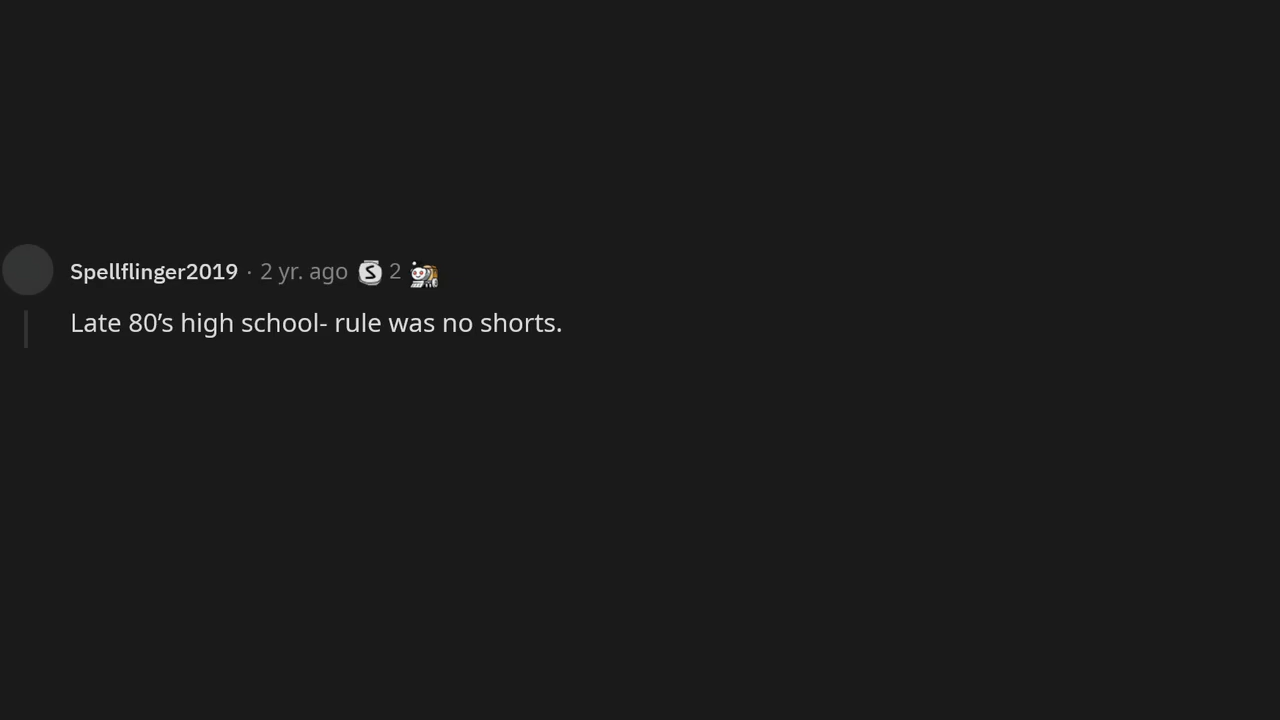 Spellflinger2019 · 2 yr. ago S 2
Late 80’s high school- rule was no shorts.